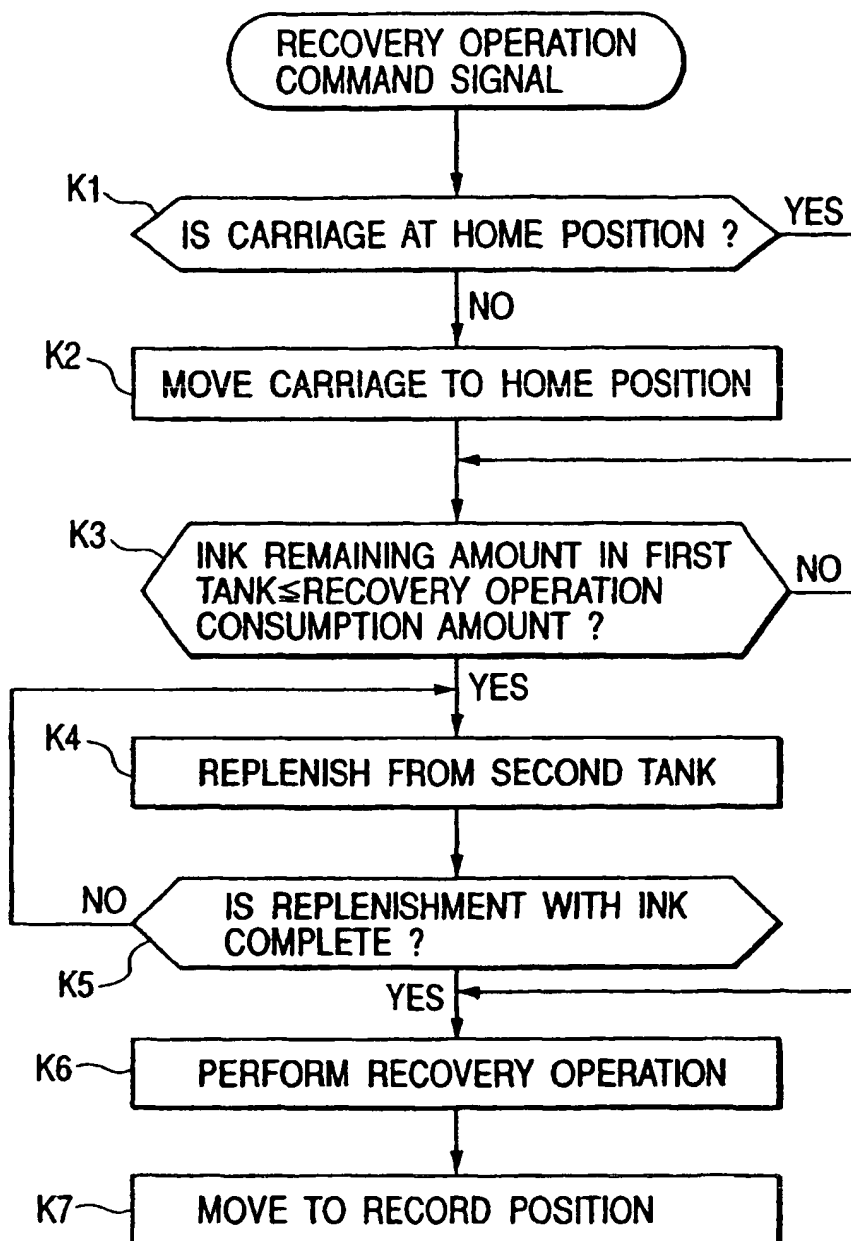 RECOVERY OPERATION
COMMAND SIGNAL
K1
IS CARRIAGE AT HOME POSITION ?
YES
NO
K2
MOVE CARRIAGE TO HOME POSITION
K3
INK REMAINING AMOUNT IN FIRST
TANK≦RECOVERY OPERATION
CONSUMPTION AMOUNT ?
NO
YES
K4
REPLENISH FROM SECOND TANK
NO
IS REPLENISHMENT WITH INK
COMPLETE ?
K5
YES
K6
PERFORM RECOVERY OPERATION
K7
MOVE TO RECORD POSITION